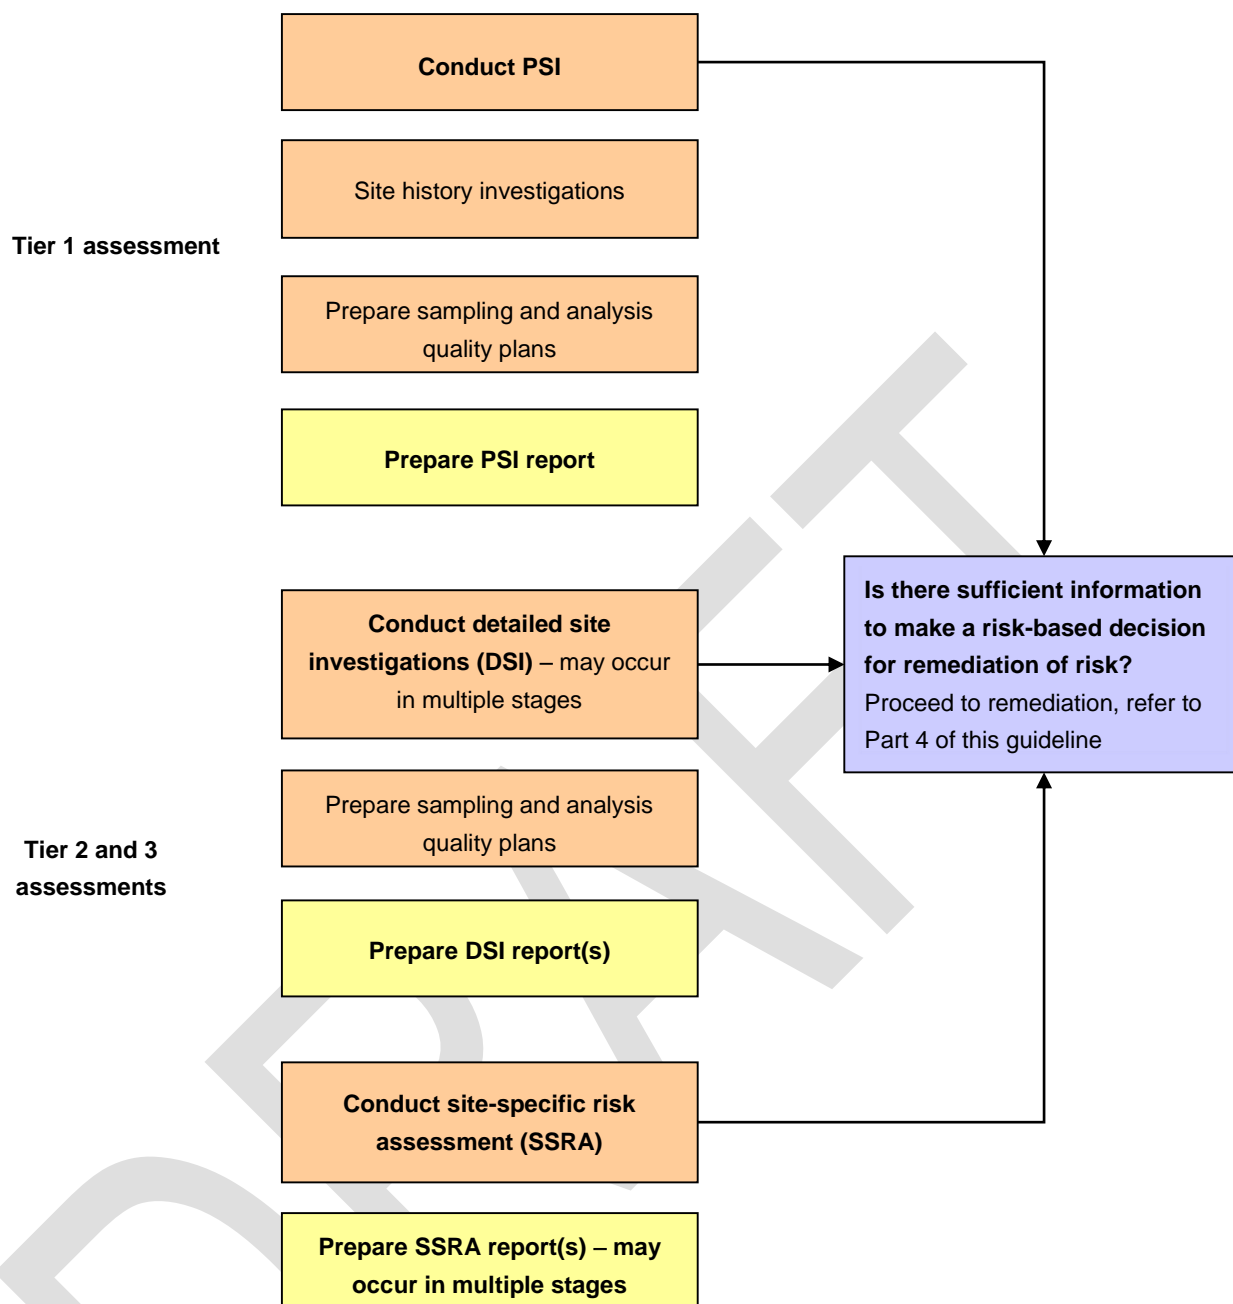 Conduct PSI
Site history investigations
Tier 1 assessment
Prepare sampling and analysis
quality plans
Prepare PSI report
Conduct detailed site
investigations (DSI) – may occur
in multiple stages
Is there sufficient information
to make a risk-based decision
for remediation of risk?
Proceed to remediation, refer to
Part 4 of this guideline
Prepare sampling and analysis
quality plans
Tier 2 and 3
assessments
Prepare DSI report(s)
Conduct site-specific risk
assessment (SSRA)
Prepare SSRA report(s) – may
occur in multiple stages
DRAFT